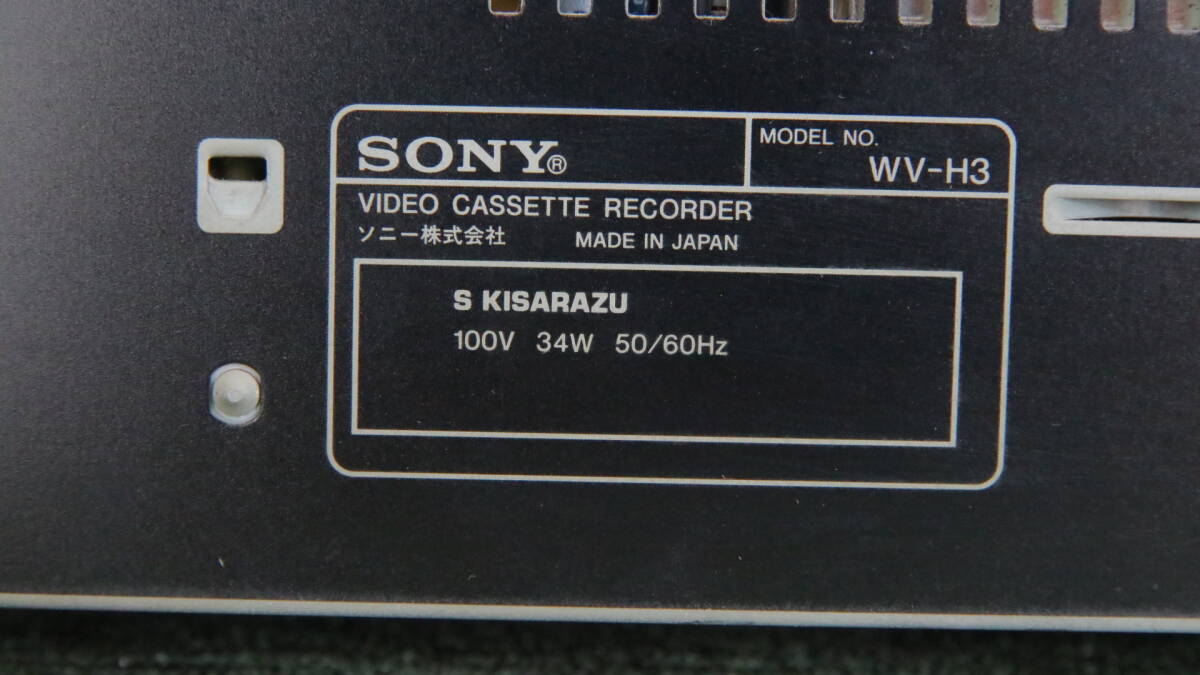 SONY®
MODEL NO.
WV-H3
VIDEO CASSETTE RECORDER
ソニー株式会社 MADE IN JAPAN
S KISARAZU
100V 34W 50/60Hz